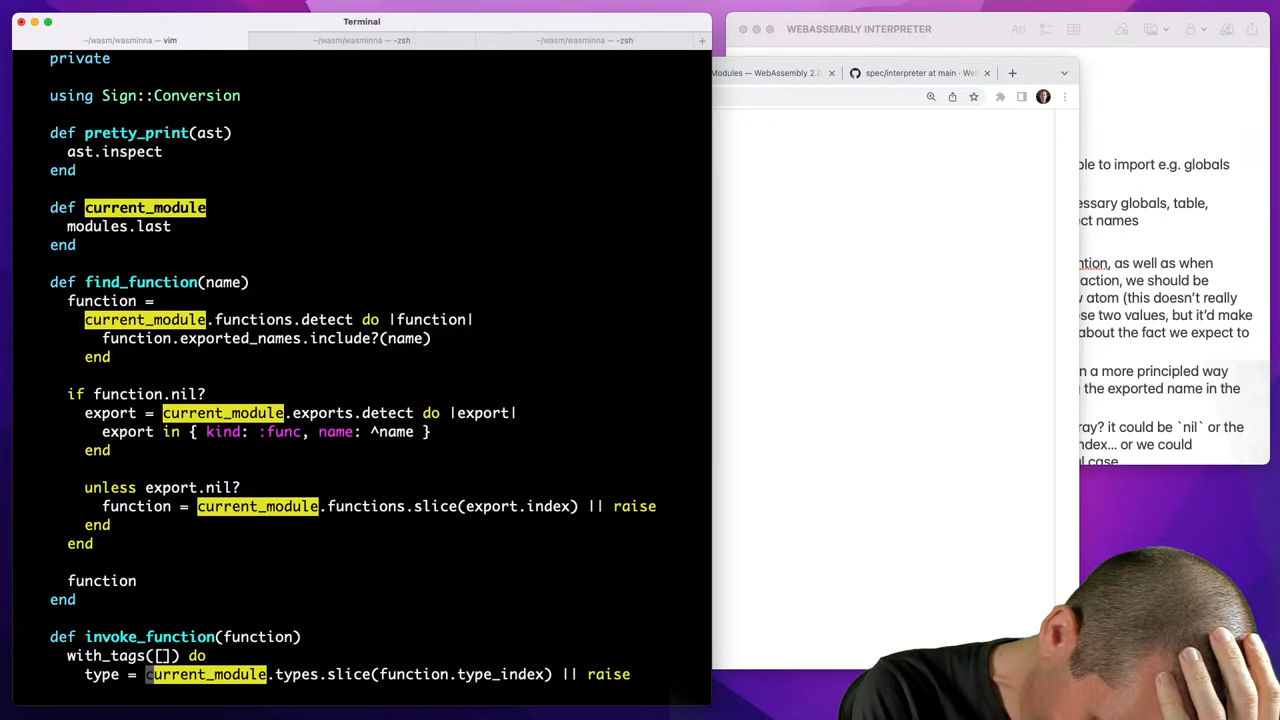 Terminal
~/wasm/wasminna — vim
~/wasm/wasminna — -zsh
~/wasm/wasminna — -zsh
private
using Sign::Conversion
def pretty_print(ast)
  ast.inspect
end
def current_module
  modules.last
end
def find_function(name)
  function =
    current_module.functions.detect do |function|
      function.exported_names.include?(name)
    end
  if function.nil?
    export = current_module.exports.detect do |export|
      export in { kind: :func, name: ^name }
    end
    unless export.nil?
      function = current_module.functions.slice(export.index) || raise
    end
  end
  function
end
def invoke_function(function)
  with_tags([]) do
    type = current_module.types.slice(function.type_index) || raise
WEBASSEMBLY INTERPRETER
Aa
Modules — WebAssembly 2.0
spec/interpreter at main · We
ble to import e.g. globals
essary globals, table,
ect names
ntion, as well as when
action, we should be
w atom (this doesn't really
ese two values, but it'd make
about the fact we expect to
n a more principled way
g the exported name in the
ray? it could be `nil` or the
ndex... or we could
al case